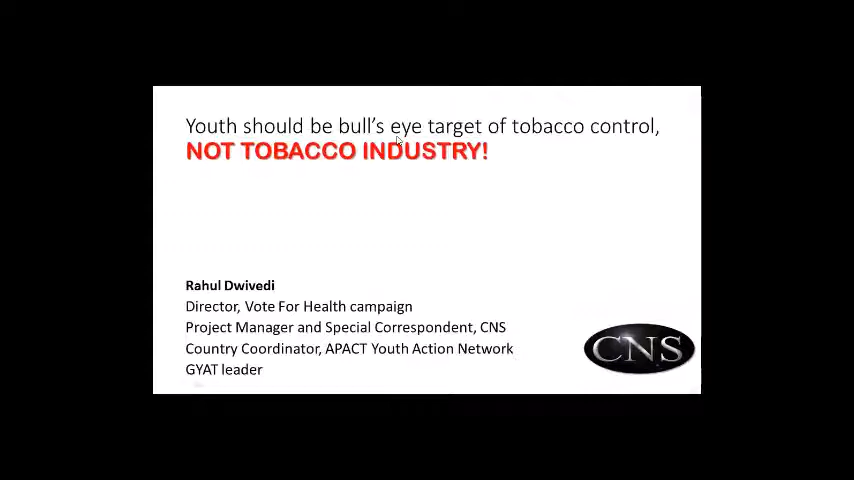 Youth should be bull's eye target of tobacco control,
NOT TOBACCO INDUSTRY!
Rahul Dwivedi
Director, Vote For Health campaign
Project Manager and Special Correspondent, CNS
Country Coordinator, APACT Youth Action Network
GYAT leader
CNS